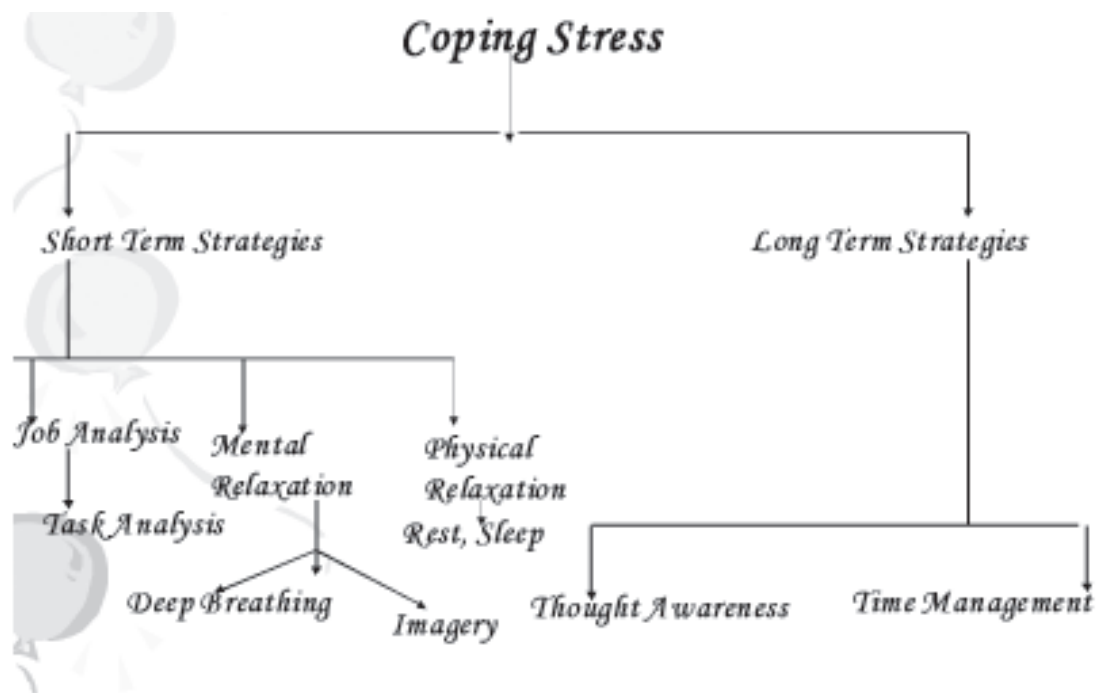 Coping Stress
Short Term Strategies
Long Term Strategies
Job Analysis
Mental
Relaxation
Physical
Relaxation
Task Analysis
Rest, Sleep
Deep Breathing
Imagery
Thought Awareness
Time Management